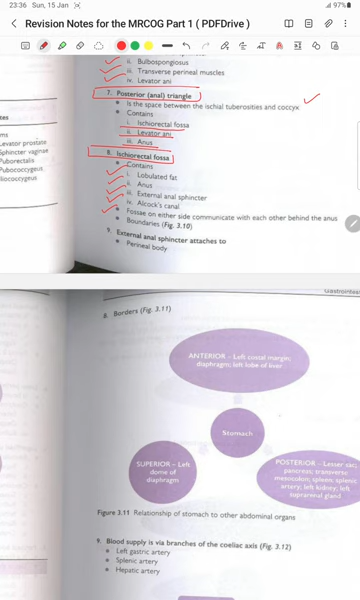 23:36 Sun, 15 Jan
97%
Revision Notes for the MRCOG Part 1 ( PDFDrive )
ii. Bulbospongiosus
iii. Transverse perineal muscles
iv. Levator ani
7. Posterior (anal) triangle
Is the space between the ischial tuberosities and coccyx
Contains
i. Ischiorectal fossa
ii. Levator ani
iii. Anus
8. Ischiorectal fossa
Contains
i. Lobulated fat
ii. Anus
iii. External anal sphincter
iv. Alcock's canal
Fossae on either side communicate with each other behind the anus
Boundaries (Fig. 3.10)
9. External anal sphincter attaches to
Perineal body
Levator prostate
Sphincter vaginae
Puborectalis
Pubococcygeus
Iliococcygeus
8. Borders (Fig. 3.11)
ANTERIOR – Left costal margin;
diaphragm; left lobe of liver
Stomach
SUPERIOR – Left
dome of
diaphragm
POSTERIOR – Lesser sac;
pancreas; transverse
mesocolon; spleen; splenic
artery; left kidney; left
suprarenal gland
Figure 3.11 Relationship of stomach to other abdominal organs
9. Blood supply is via branches of the coeliac axis (Fig. 3.12)
Left gastric artery
Splenic artery
Hepatic artery